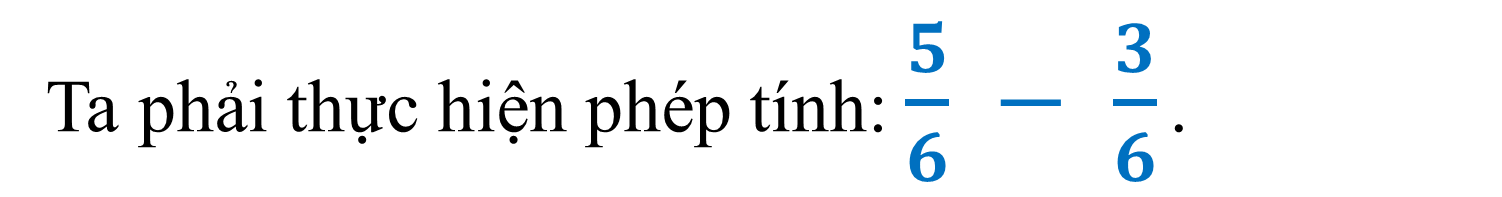 Ta phải thực hiện phép tính: 5/6 − 3/6.